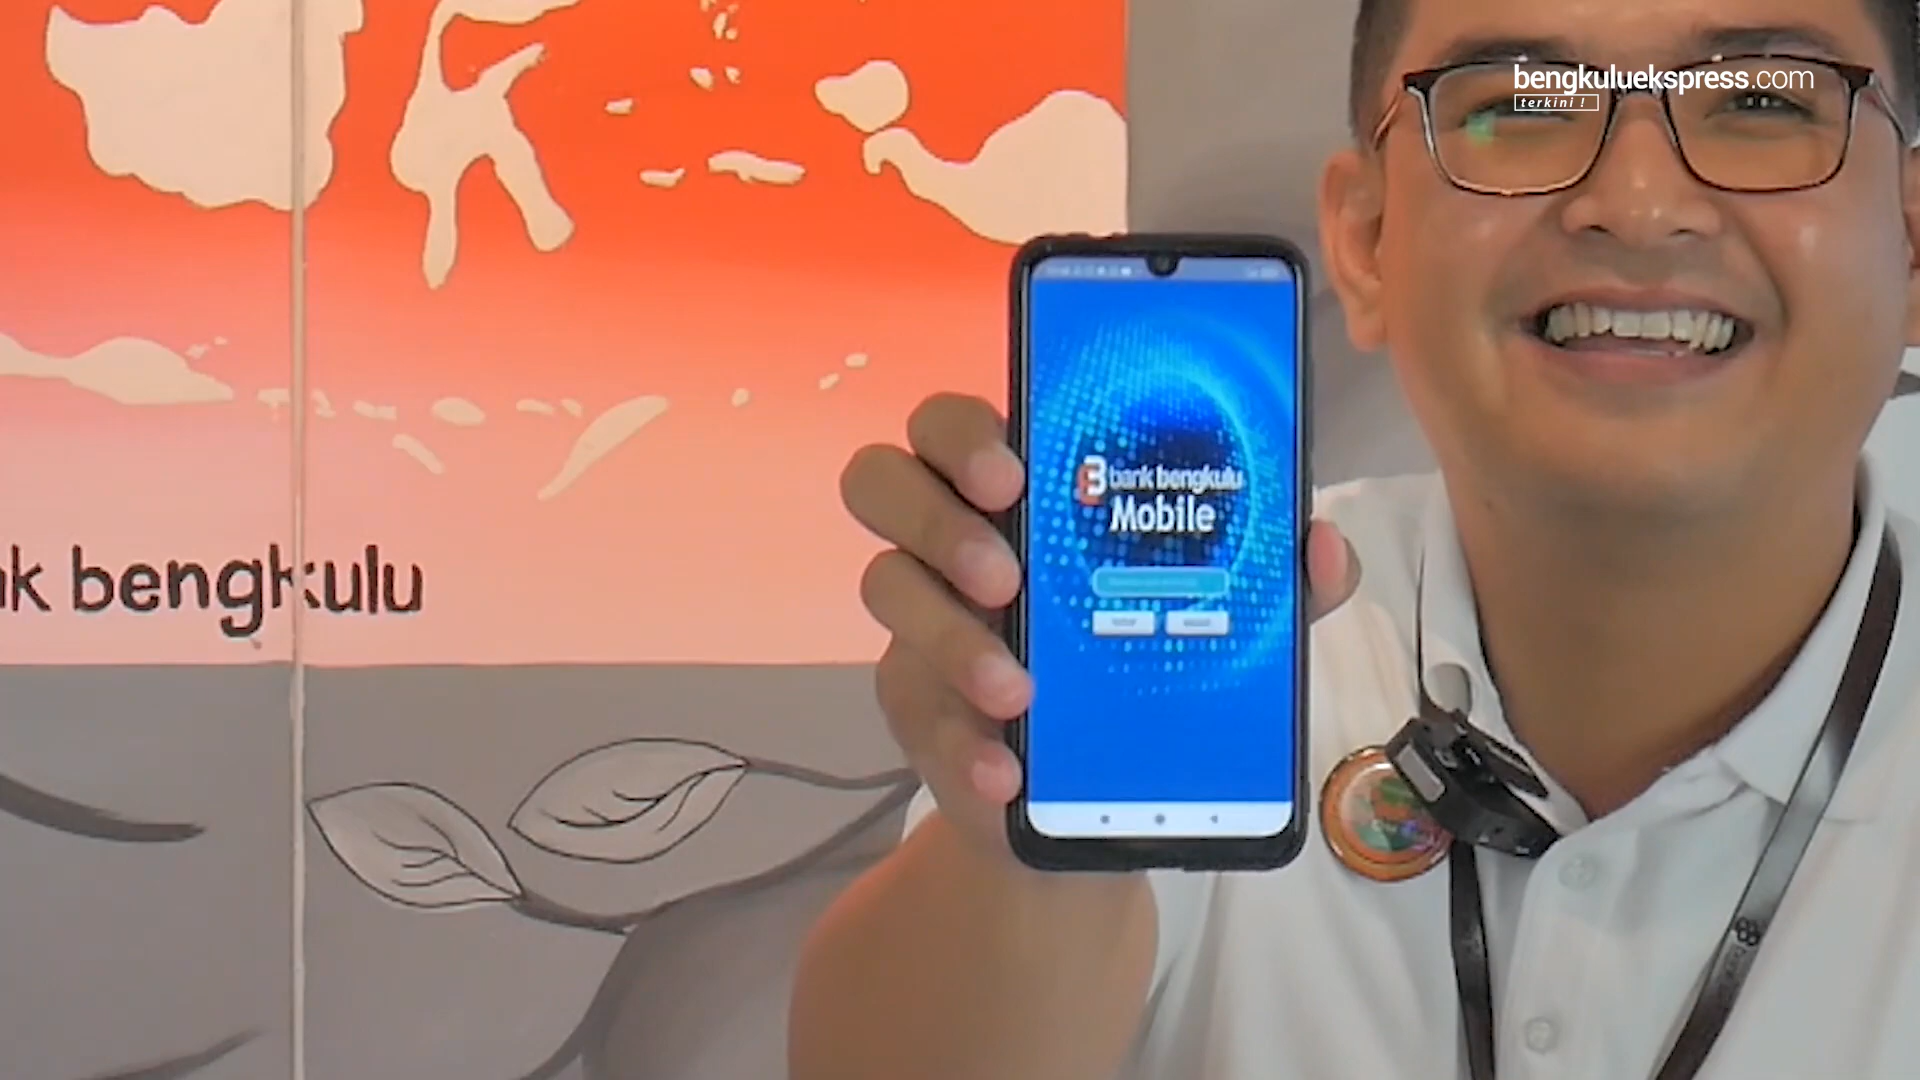 bengkuluekspress.com
terkini !
bank bengkulu
Mobile
k bengkulu